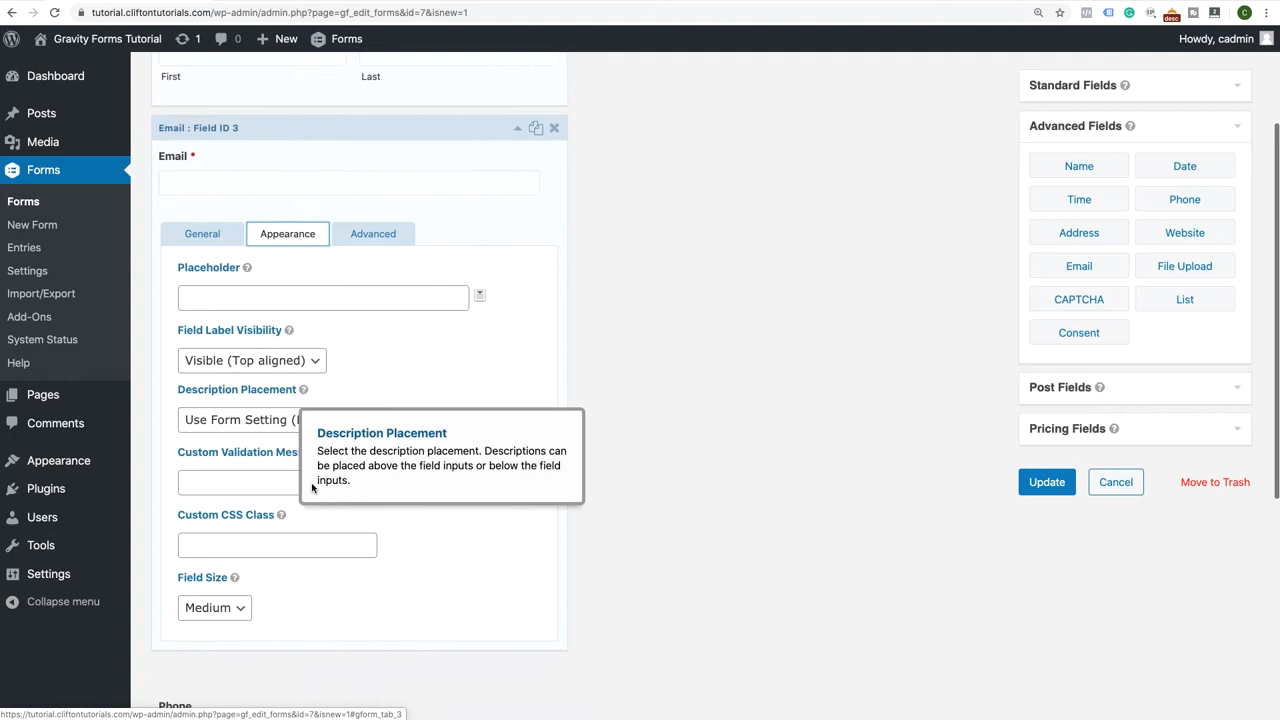 tutorial.cliftontutorials.com/wp-admin/admin.php?page=gf_edit_forms&id=7&isnew=1
desc
2
C
Gravity Forms Tutorial
1
0
New
Forms
Howdy, cadmin
Dashboard
Posts
Media
Forms
Forms
New Form
Entries
Settings
Import/Export
Add-Ons
System Status
Help
Pages
Comments
Appearance
Plugins
Users
Tools
Settings
Collapse menu
First Last
Email : Field ID 3
Email *
General Appearance Advanced
Placeholder
Field Label Visibility
Visible (Top aligned)
Description Placement
Use Form Setting (
Custom Validation Mes
Custom CSS Class
Field Size
Medium
Description Placement
Select the description placement. Descriptions can
be placed above the field inputs or below the field
inputs.
Phone
Standard Fields
Advanced Fields
Name Date
Time Phone
Address Website
Email File Upload
CAPTCHA List
Consent
Post Fields
Pricing Fields
Update Cancel Move to Trash
https://tutorial.cliftontutorials.com/wp-admin/admin.php?page=gf_edit_forms&id=7&isnew=1#gform_tab_3